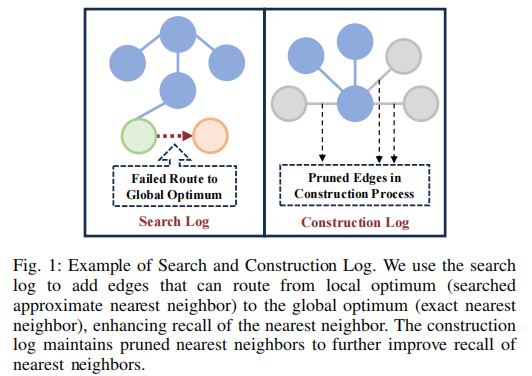 Failed Route to
Global Optimum
Search Log
Pruned Edges in
Construction Process
Construction Log
Fig. 1: Example of Search and Construction Log. We use the search
log to add edges that can route from local optimum (searched
approximate nearest neighbor) to the global optimum (exact nearest
neighbor), enhancing recall of the nearest neighbor. The construction
log maintains pruned nearest neighbors to further improve recall of
nearest neighbors.